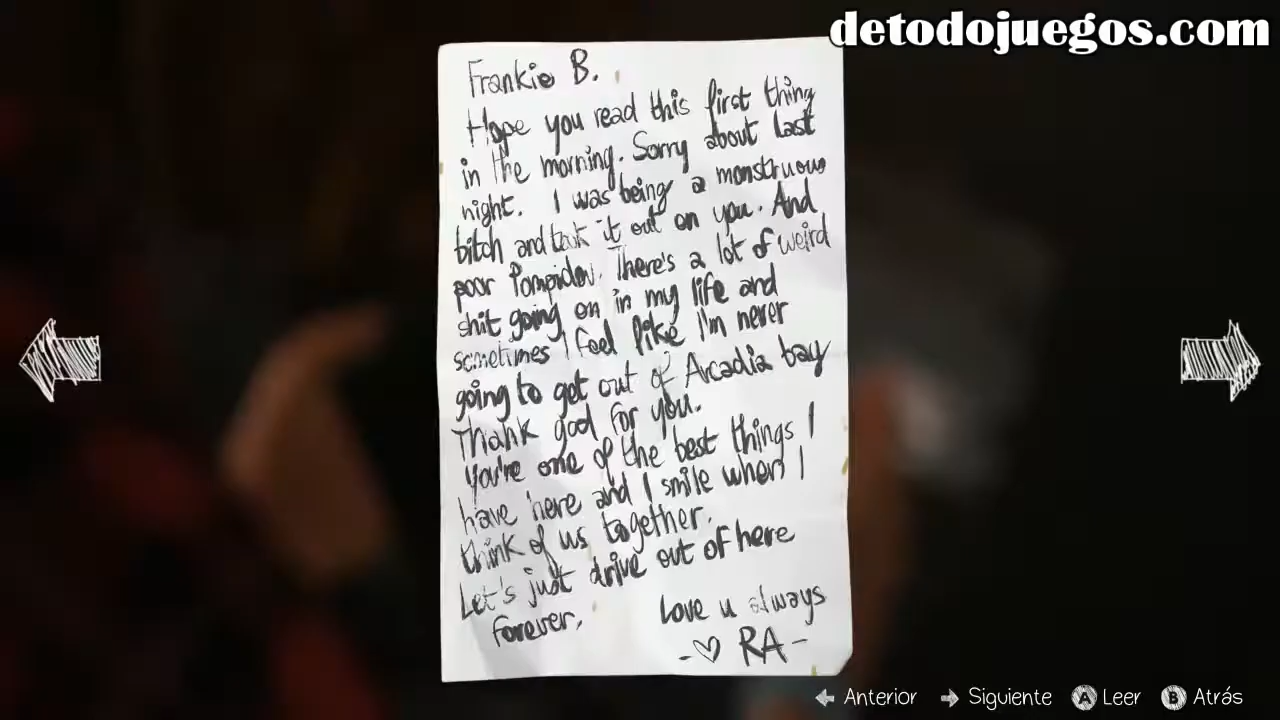 detodojuegos.com
Frankie B.
Hope you read this first thing
in the morning. Sorry about last
night. I was being a monstruous
bitch and took it out on you. And
poor Pompidou. There's a lot of weird
shit going on in my life and
sometimes I feel like I'm never
going to get out of Arcadia bay
Thank god for you.
You're one of the best things I
have here and I smile when I
think of us together.
Let's just drive out of here
forever.
Love u always
-♡ RA-
Anterior Siguiente A Leer B Atrás